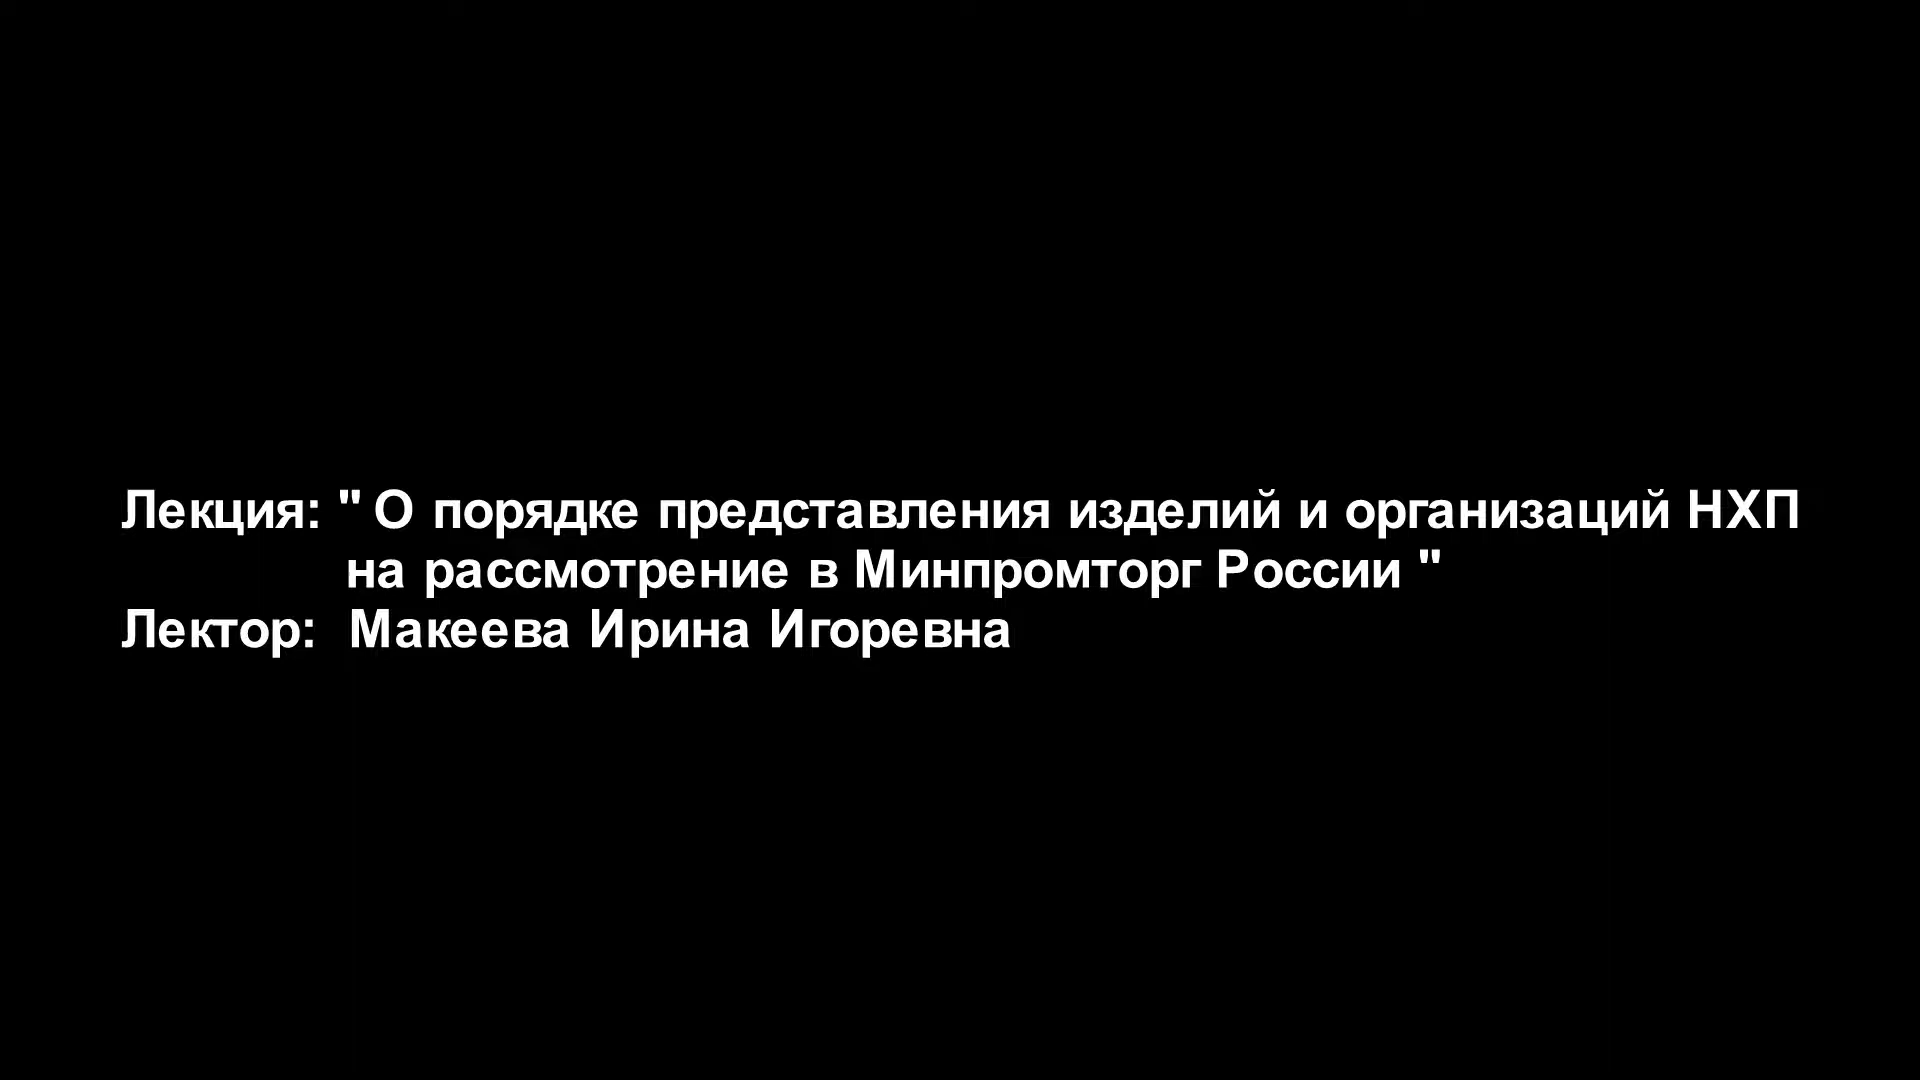 Лекция: " О порядке представления изделий и организаций НХП
на рассмотрение в Минпромторг России "
Лектор: Макеева Ирина Игоревна